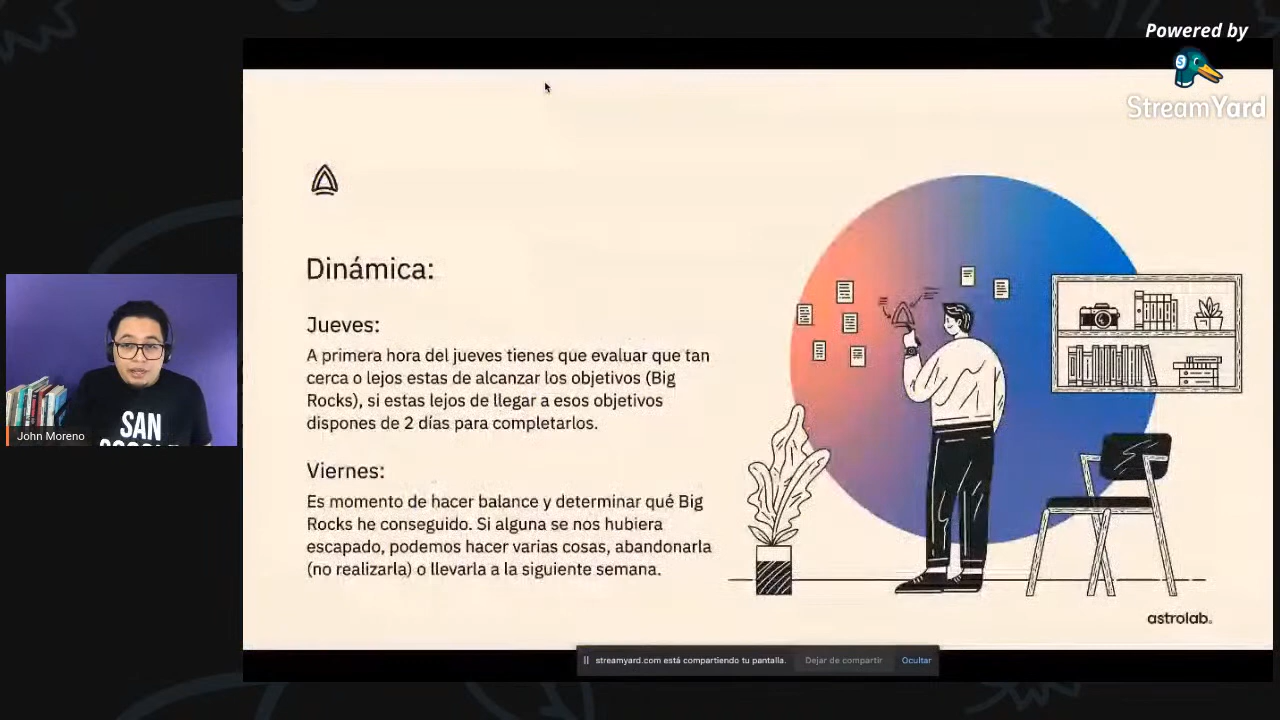 Powered by
StreamYard
Dinámica:
Jueves:
A primera hora del jueves tienes que evaluar que tan
cerca o lejos estas de alcanzar los objetivos (Big
Rocks), si estas lejos de llegar a esos objetivos
dispones de 2 días para completarlos.
Viernes:
Es momento de hacer balance y determinar qué Big
Rocks he conseguido. Si alguna se nos hubiera
escapado, podemos hacer varias cosas, abandonarla
(no realizarla) o llevarla a la siguiente semana.
astrolab.
SAN
John Moreno
streamyard.com está compartiendo tu pantalla.
Dejar de compartir
Ocultar